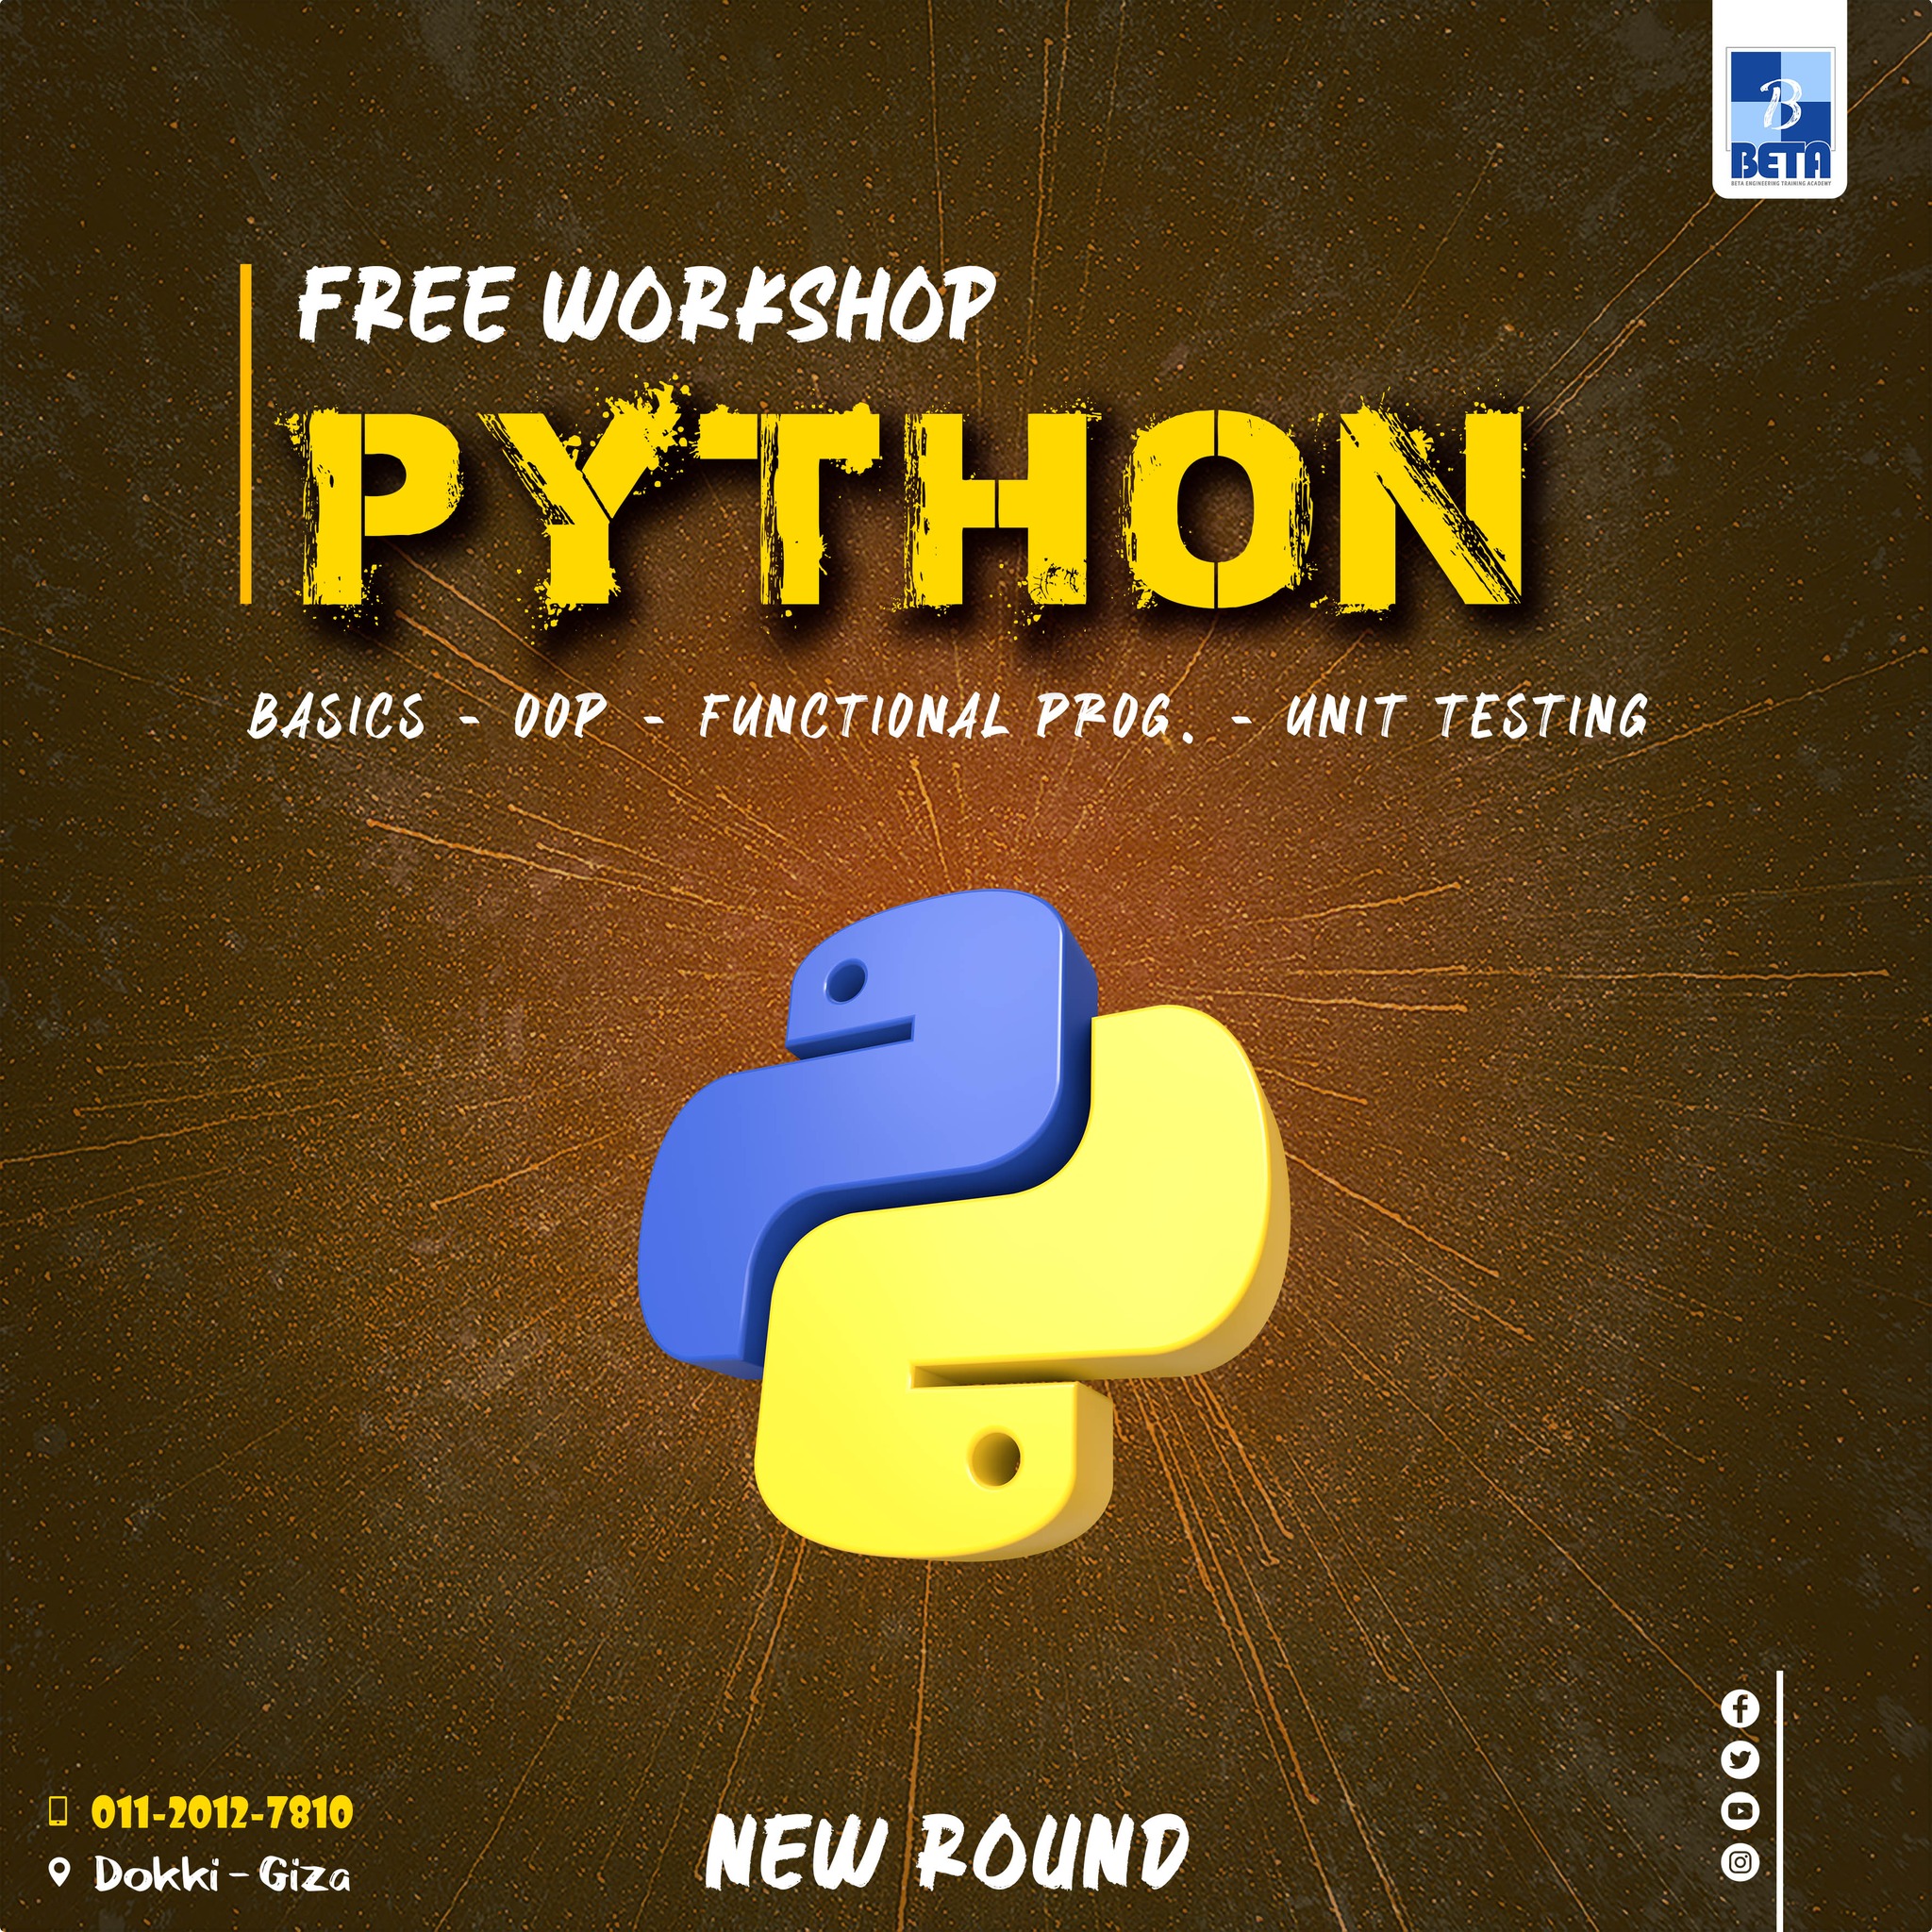 B
BETA
BETA ENGINEERING TRAINING ACADEMY
FREE WORKSHOP
PYTHON
BASICS - OOP - FUNCTIONAL PROG. - UNIT TESTING
011-2012-7810
Dokki - Giza
NEW ROUND